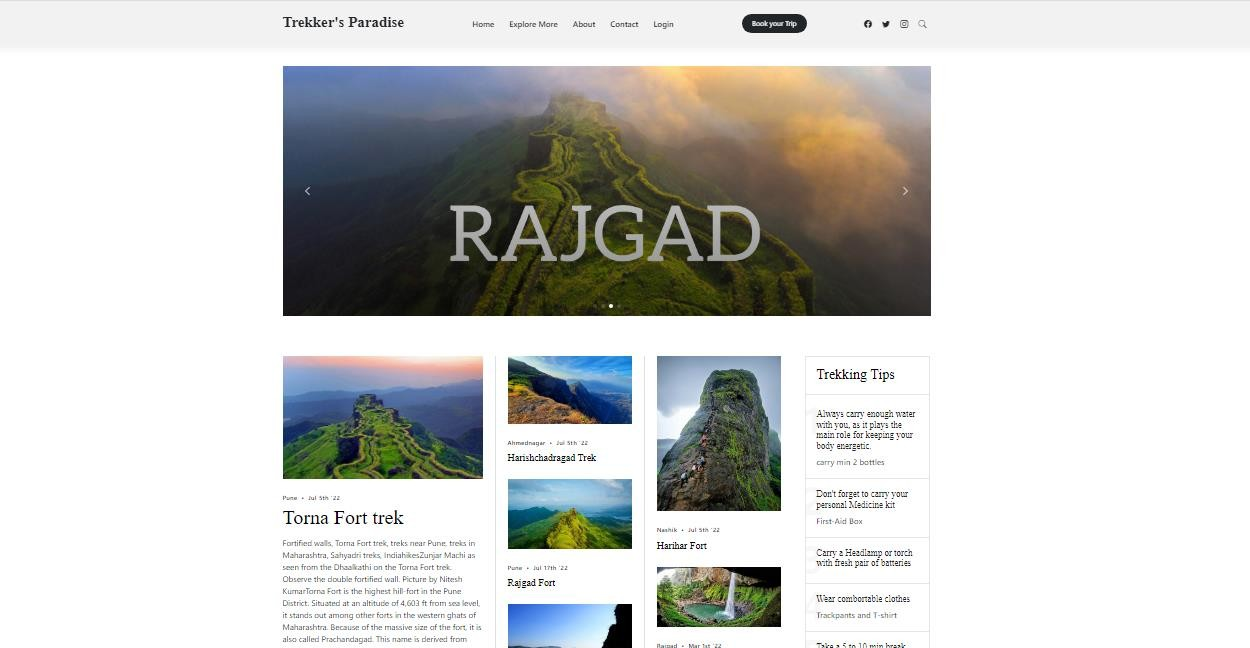 Trekker's Paradise
Home
Explore More
About
Contact
Login
Book your Trip
RAJGAD
Pune • Jul 5th '22
Torna Fort trek
Fortified walls, Torna Fort trek, treks near Pune, treks in
Maharashtra, Sahyadri treks, IndiahikesZunjar Machi as
seen from the Dhaalkathi on the Torna Fort trek.
Observe the double fortified wall. Picture by Nitesh
KumarTorna Fort is the highest hill-fort in the Pune
District. Situated at an altitude of 4,603 ft from sea level,
it stands out among other forts in the western ghats of
Maharashtra. Because of the massive size of the fort, it is
also called Prachandagad. This name is derived from
Ahmednagar • Jul 5th '22
Harishchadragad Trek
Pune • Jul 17th '22
Rajgad Fort
Nashik • Jul 5th '22
Harihar Fort
Raigad • Mar 1st '22
Trekking Tips
Always carry enough water
with you, as it plays the
main role for keeping your
body energetic.
carry min 2 bottles
Don't forget to carry your
personal Medicine kit
First-Aid Box
Carry a Headlamp or torch
with fresh pair of batteries
Wear combortable clothes
Trackpants and T-shirt
Take a 5 to 10 min break